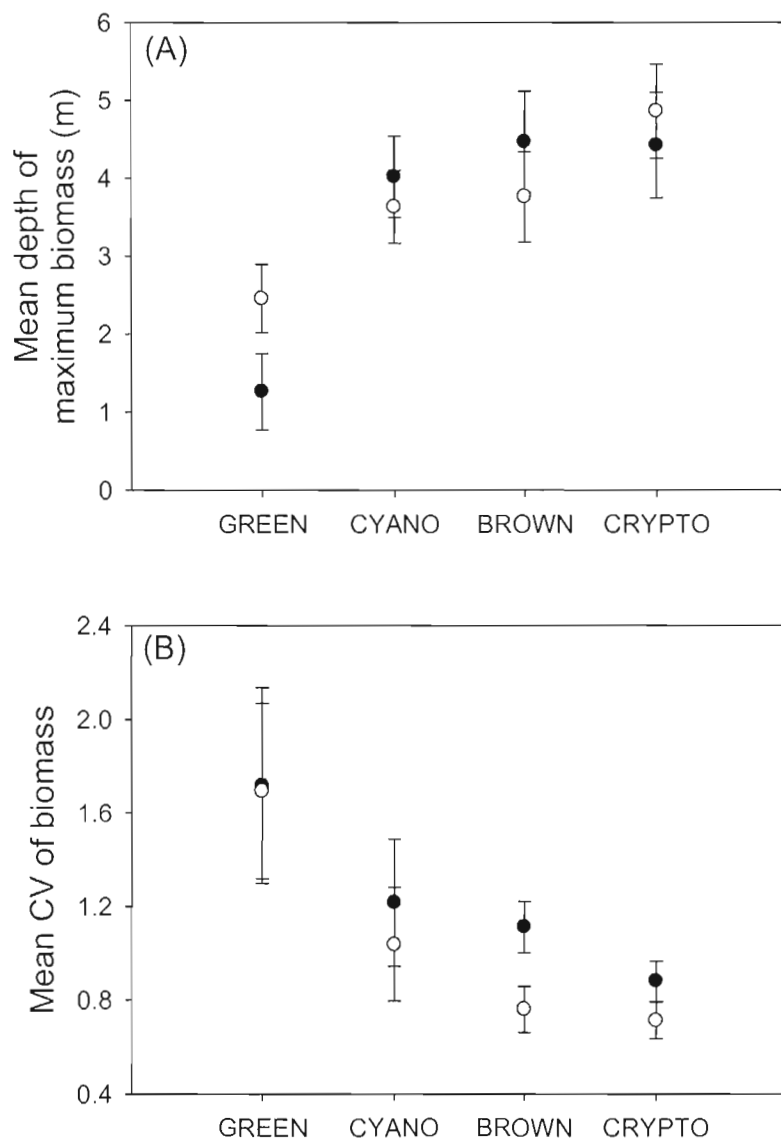 (A)
Mean depth of
maximum biomass (m)
6
5
4
3
2
1
0
GREEN CYANO BROWN CRYPTO
(B)
Mean CV of biomass
2.4
2.0
1.6
1.2
0.8
0.4
GREEN CYANO BROWN CRYPTO